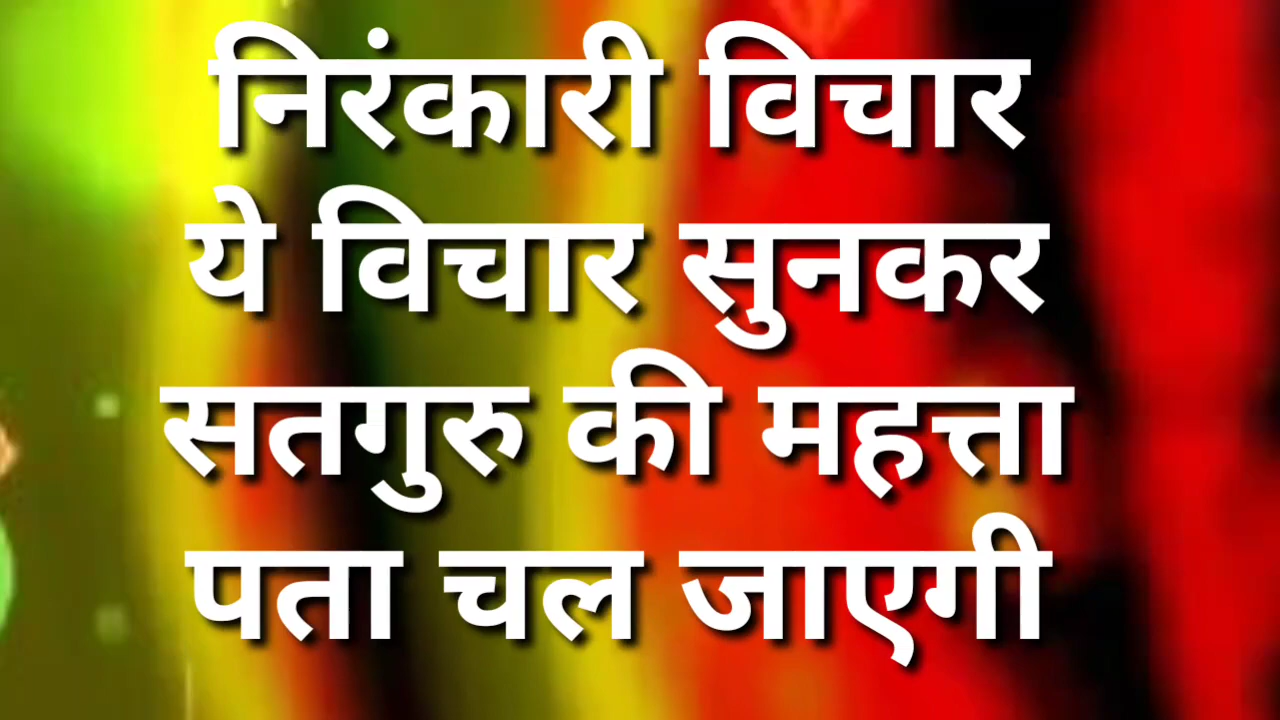 निरंकारी विचार
ये विचार सुनकर
सतगुरु की महत्ता
पता चल जाएगी